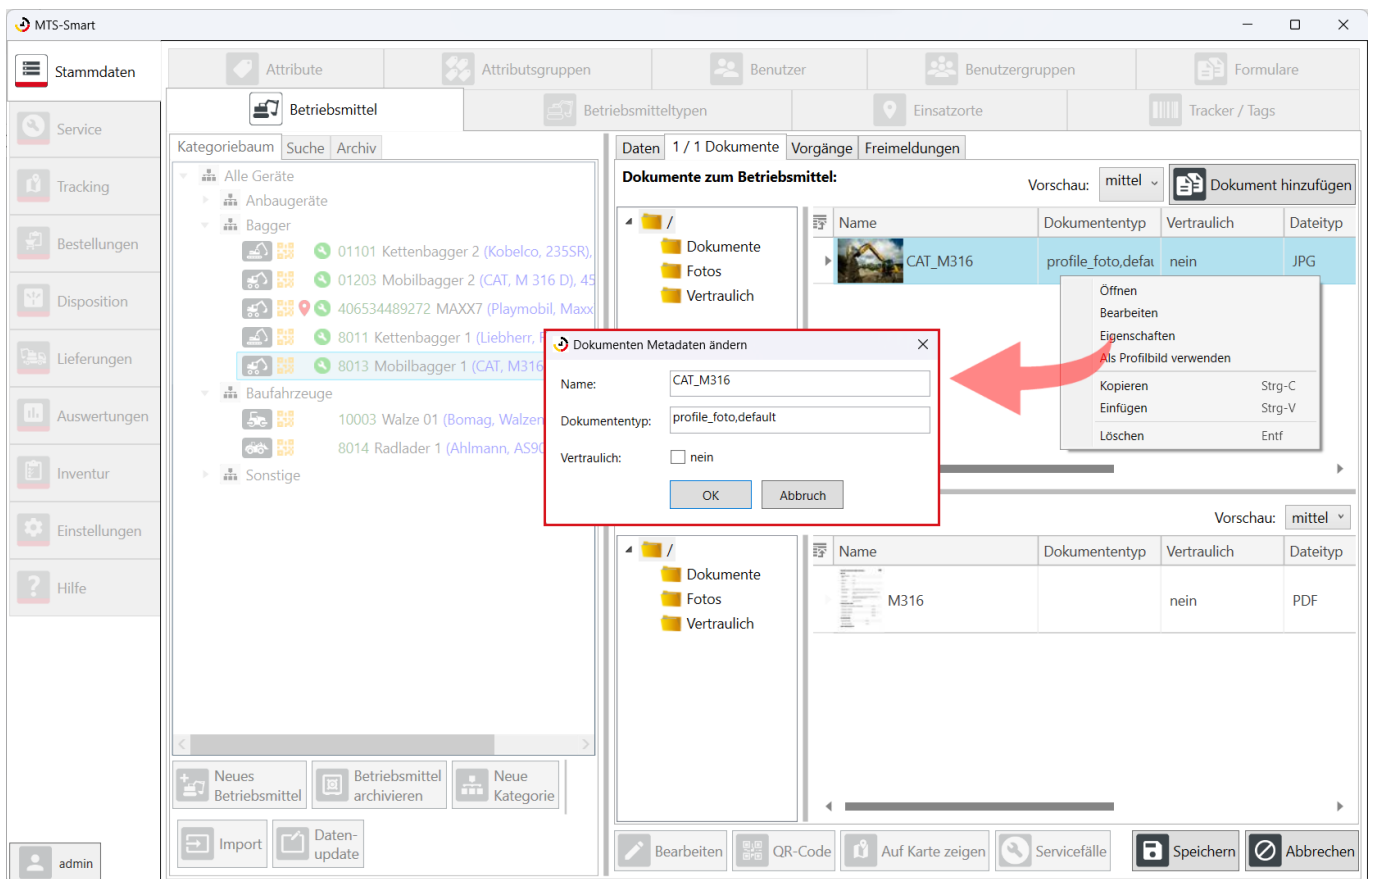 MTS-Smart
Stammdaten
Service
Tracking
Bestellungen
Disposition
Lieferungen
Auswertungen
Inventur
Einstellungen
Hilfe
admin
Attribute
Attributsgruppen
Benutzer
Benutzergruppen
Formulare
Betriebsmittel
Betriebsmitteltypen
Einsatzorte
Tracker / Tags
Kategoriebaum
Suche
Archiv
Alle Geräte
Anbaugeräte
Bagger
01101 Kettenbagger 2 (Kobelco, 235SR),
01203 Mobilbagger 2 (CAT, M 316 D), 45
406534489272 MAXX7 (Playmobil, Maxx
8011 Kettenbagger 1 (Liebherr,
8013 Mobilbagger 1 (CAT, M316
Baufahrzeuge
10003 Walze 01 (Bomag, Walzen
8014 Radlader 1 (Ahlmann, AS90
Sonstige
Neues
Betriebsmittel
Betriebsmittel
archivieren
Neue
Kategorie
Import
Daten-
update
Daten
1 / 1 Dokumente
Vorgänge
Freimeldungen
Dokumente zum Betriebsmittel:
Vorschau:
mittel
Dokument hinzufügen
/
Dokumente
Fotos
Vertraulich
Name
Dokumententyp
Vertraulich
Dateityp
CAT_M316
profile_foto,defau
nein
JPG
Öffnen
Bearbeiten
Eigenschaften
Als Profilbild verwenden
Kopieren Strg-C
Einfügen Strg-V
Löschen Entf
Dokumenten Metadaten ändern
Name:
CAT_M316
Dokumententyp:
profile_foto,default
Vertraulich:
nein
OK
Abbruch
Vorschau:
mittel
/
Dokumente
Fotos
Vertraulich
Name
Dokumententyp
Vertraulich
Dateityp
M316
nein
PDF
Bearbeiten
QR-Code
Auf Karte zeigen
Servicefälle
Speichern
Abbrechen